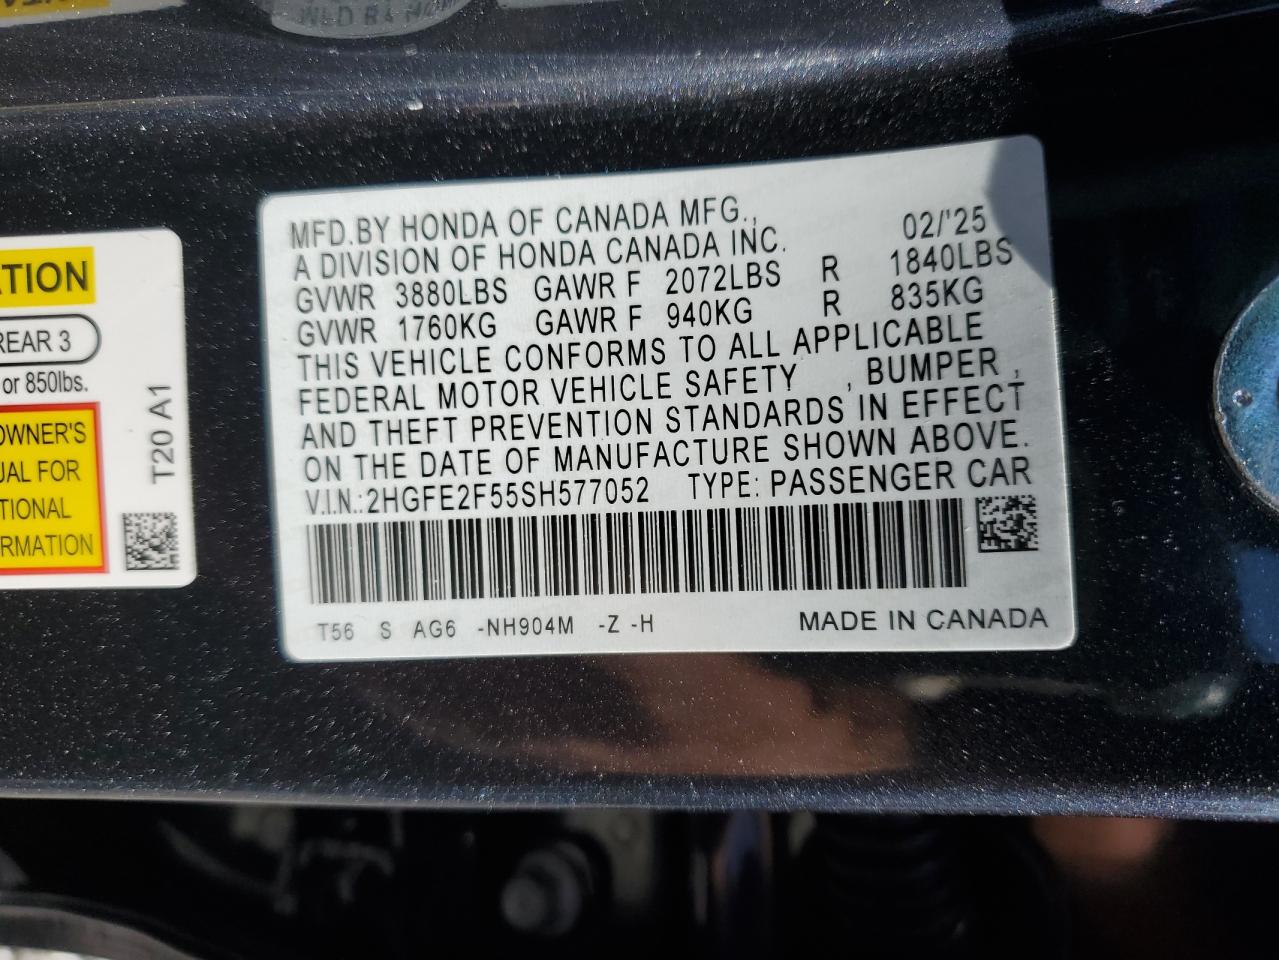 WLD R
ATION
REAR 3
or 850lbs.
OWNER'S
UAL FOR
TIONAL
RMATION
T20 A1
MFD.BY HONDA OF CANADA MFG.,
02/'25
A DIVISION OF HONDA CANADA INC.
GVWR 3880LBS GAWR F 2072LBS R 1840LBS
GVWR 1760KG GAWR F 940KG R 835KG
THIS VEHICLE CONFORMS TO ALL APPLICABLE
FEDERAL MOTOR VEHICLE SAFETY , BUMPER ,
AND THEFT PREVENTION STANDARDS IN EFFECT
ON THE DATE OF MANUFACTURE SHOWN ABOVE.
V.I.N.:2HGFE2F55SH577052 TYPE: PASSENGER CAR
T56 S AG6 -NH904M -Z -H MADE IN CANADA